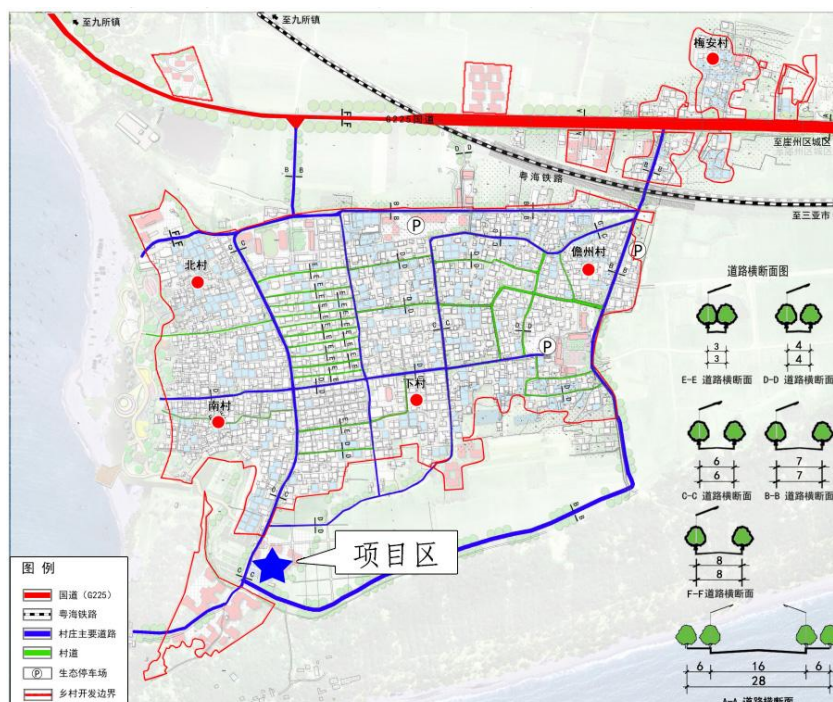 至九所镇
至九所镇
梅安村
G225国道
至崖州区城区
粤海铁路
至三亚市
P
P
儋州村
北村
P
下村
南村
项目区
道路横断面图
3
3
4
4
E-E 道路横断面
D-D 道路横断面
6
6
7
7
C-C 道路横断面
B-B 道路横断面
8
8
F-F道路横断面
6
16
6
28
A-A 道路横断面
图 例
国道（G225）
粤海铁路
村庄主要道路
村道
P 生态停车场
乡村开发边界